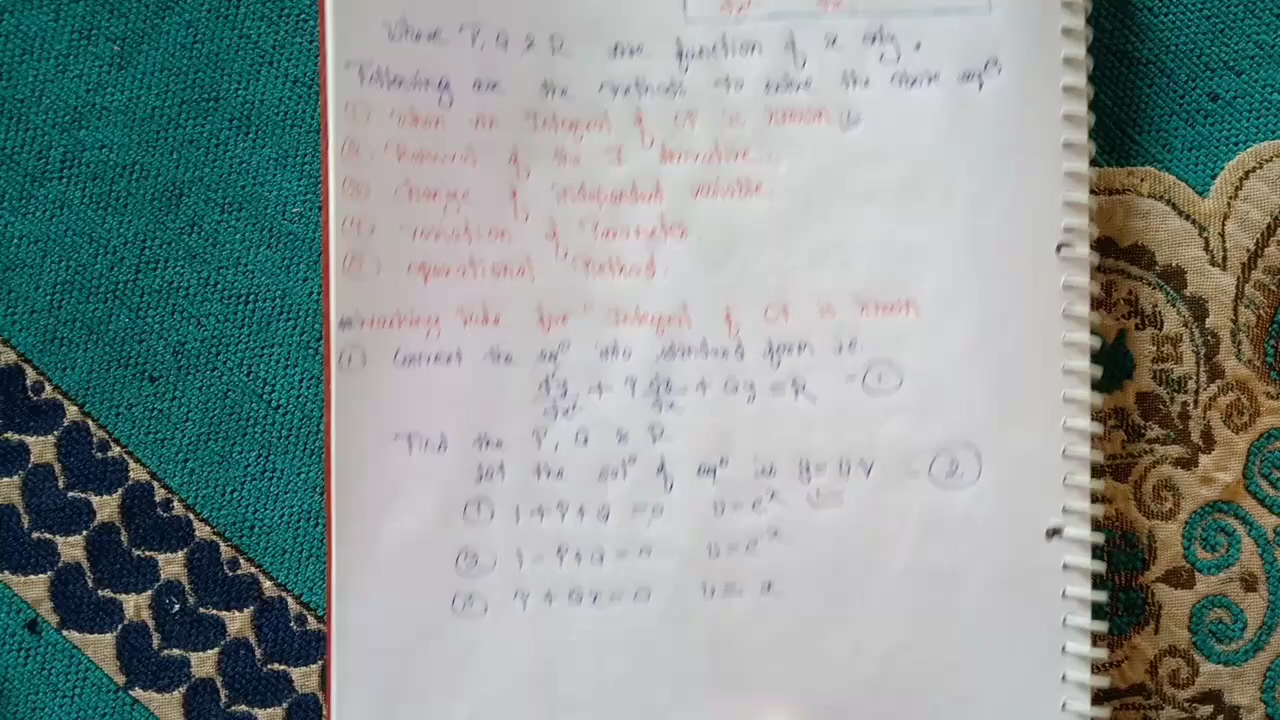 where P, Q & R are function of x only.
Following are the methods to solve the above eqⁿ
(1) when an Integral of CF is known
(2) Removal of the I derivative.
(3) change of independent variable
(4) variation of Parameter
(5) operational method.
working rule for Integral of CF is known
(1) Convert the eqⁿ into standard form i.e.
d²y/dx² + P dy/dx + Qy = R - (1)
Find the P, Q & R
let the solⁿ of eqⁿ is y = uv - (2)
(1) 1 + P + Q = 0 u = eˣ
(2) 1 - P + Q = 0 u = e⁻ˣ
(3) P + Qx = 0 u = x